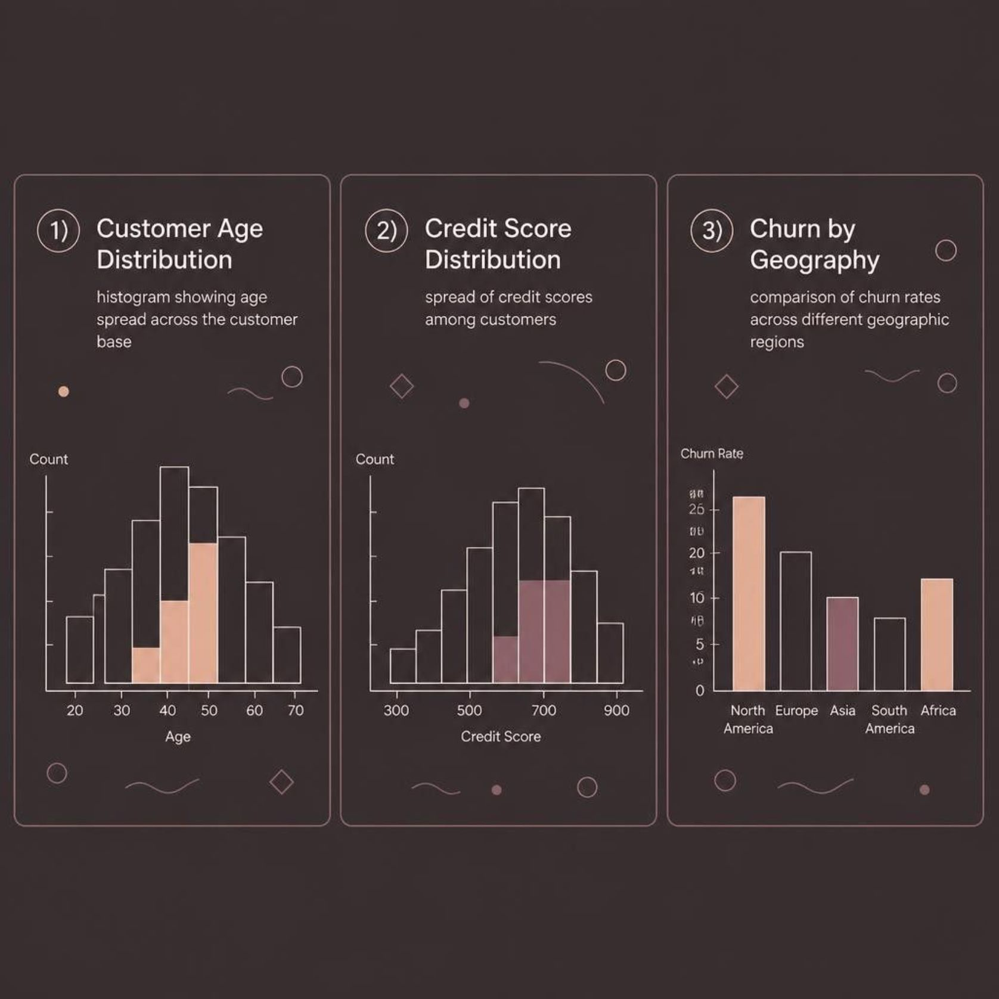 1)
Customer Age
Distribution
histogram showing age
spread across the customer
base
Count
20 30 40 50 60 70
Age
2)
Credit Score
Distribution
spread of credit scores
among customers
Count
300 500 700 900
Credit Score
3)
Churn by
Geography
comparison of churn rates
across different geographic
regions
Churn Rate
25
20
10
5
0
North Europe Asia South Africa
America America